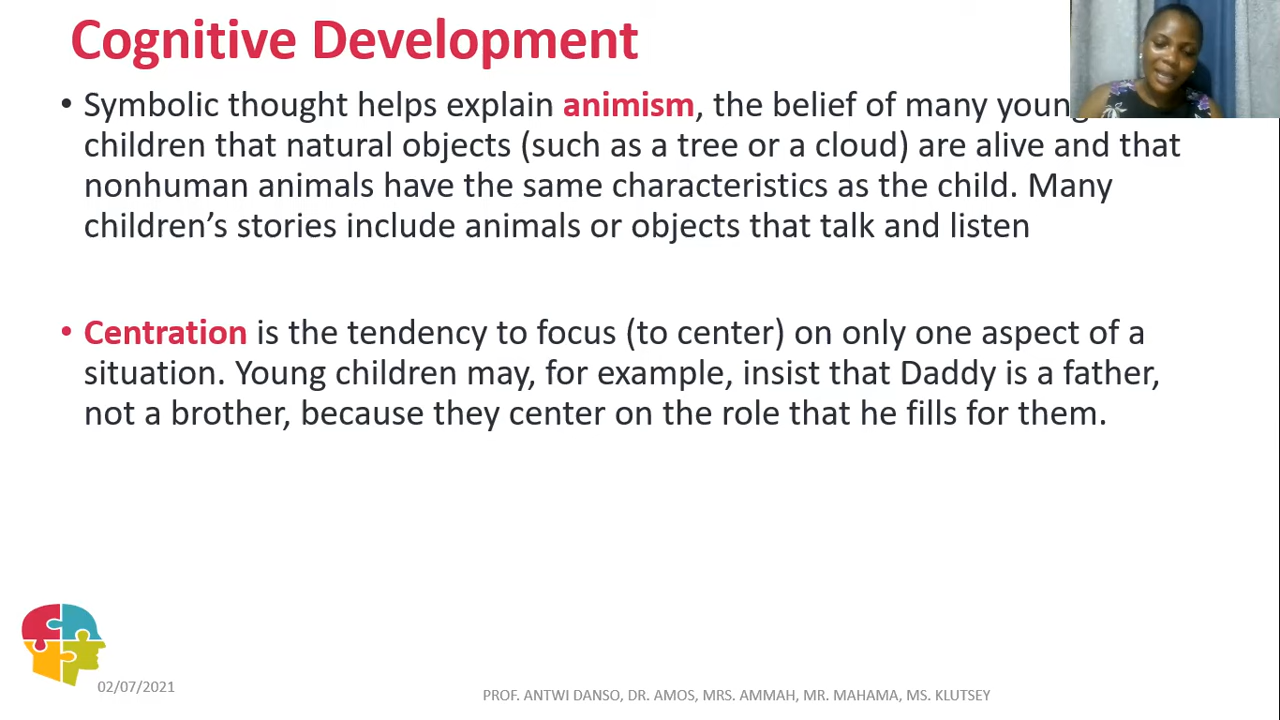 Cognitive Development
• Symbolic thought helps explain animism, the belief of many young
children that natural objects (such as a tree or a cloud) are alive and that
nonhuman animals have the same characteristics as the child. Many
children’s stories include animals or objects that talk and listen
• Centration is the tendency to focus (to center) on only one aspect of a
situation. Young children may, for example, insist that Daddy is a father,
not a brother, because they center on the role that he fills for them.
02/07/2021
PROF. ANTWI DANSO, DR. AMOS, MRS. AMMAH, MR. MAHAMA, MS. KLUTSEY